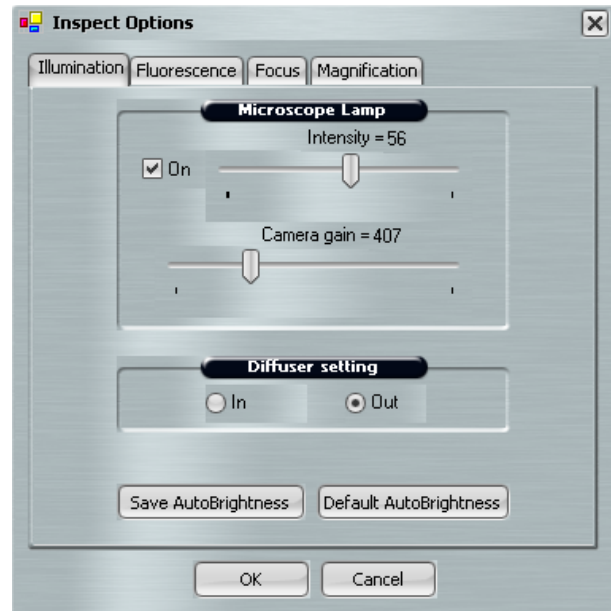 Inspect Options
Illumination Fluorescence Focus Magnification
Microscope Lamp
Intensity = 56
On
Camera gain = 407
Diffuser setting
In Out
Save AutoBrightness Default AutoBrightness
OK Cancel